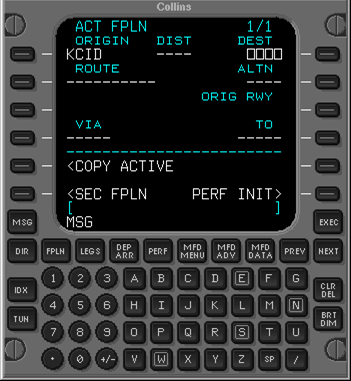 Collins
ACT FPLN 1/1
ORIGIN DIST DEST
KCID ---- □□□□
ROUTE ALTN
---------- ----
ORIG RWY
VIA TO
----- -----
------------------------
<COPY ACTIVE
<SEC FPLN PERF INIT>
[ ]
MSG
MSG EXEC
DIR FPLN LEGS DEP ARR PERF MFD MENU MFD ADV MFD DATA PREV NEXT
1 2 3 A B C D E F G
IDX 4 5 6 H I J K L M N CLR DEL
TUN 7 8 9 O P Q R S T U BRT DIM
. 0 +/- V W X Y Z SP /